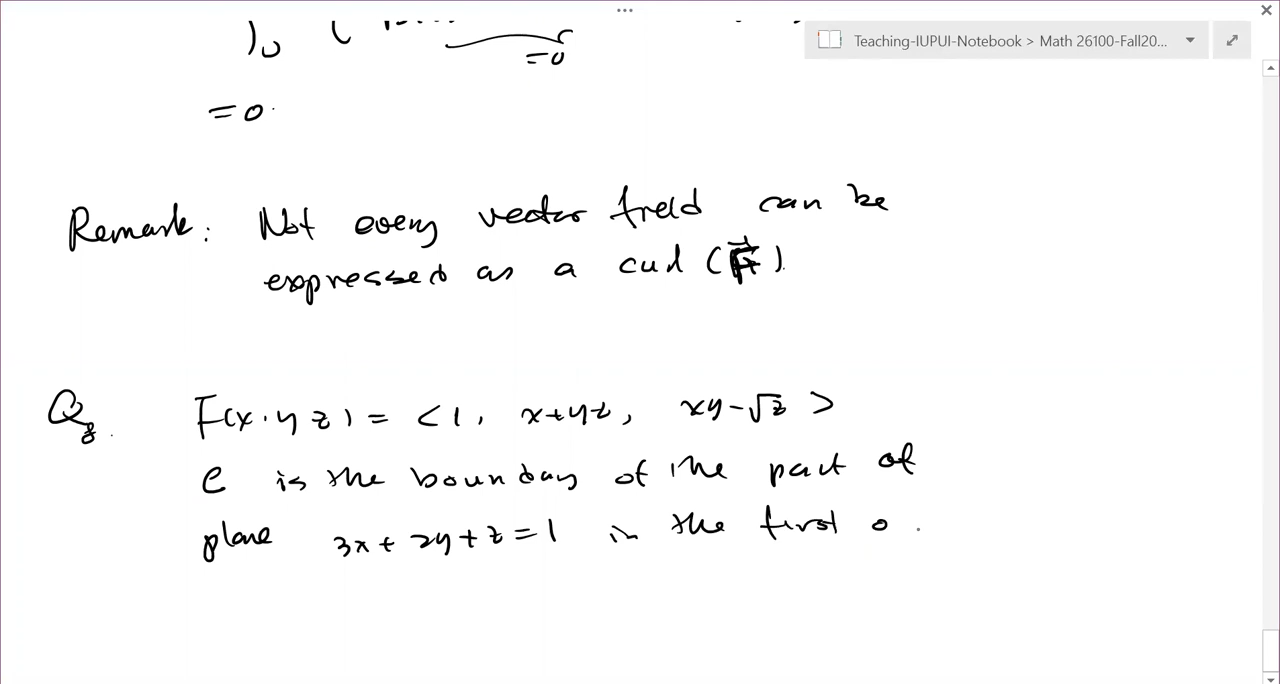 Teaching-IUPUI-Notebook > Math 26100-Fall20...
=0
=0
Remark: Not every vector field can be
expressed as a curl (F).
Q8. F(x,y,z) = <1, x+yz, xy-√z>
C is the boundary of the part of
plane 3x+2y+z=1 in the first o